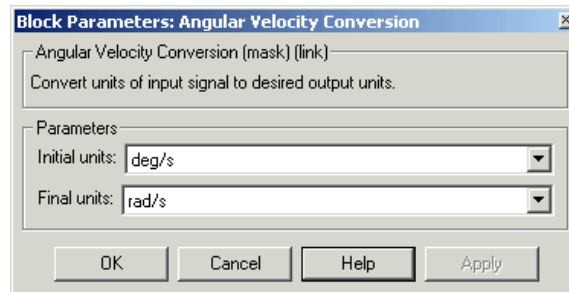 Block Parameters: Angular Velocity Conversion
Angular Velocity Conversion (mask) (link)
Convert units of input signal to desired output units.
Parameters
Initial units: deg/s
Final units: rad/s
OK Cancel Help Apply